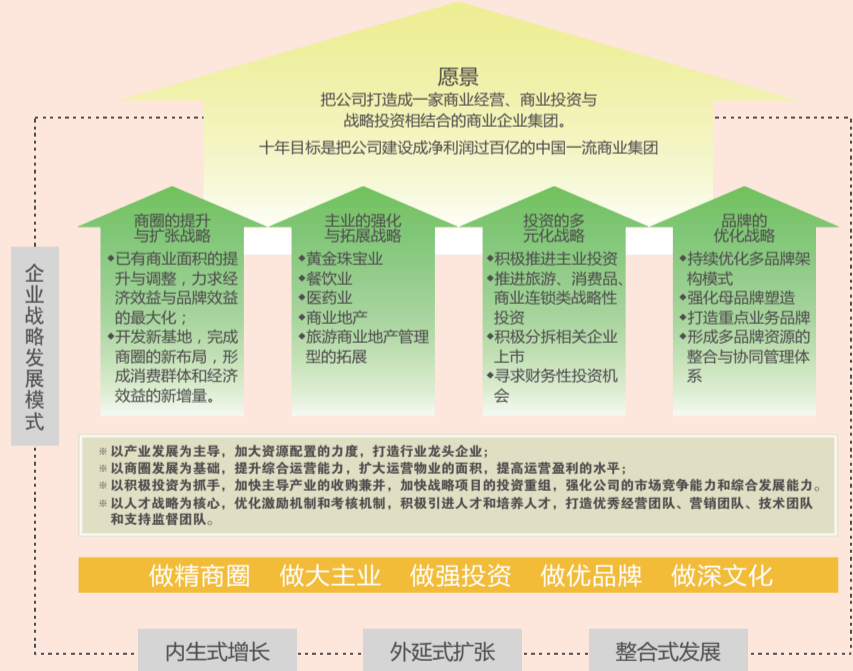 愿景
把公司打造成一家商业经营、商业投资与
战略投资相结合的商业企业集团。
十年目标是把公司建设成净利润过百亿的中国一流商业集团
企业战略发展模式
商圈的提升
与扩张战略
◆已有商业面积的提
升与调整，力求经
济效益与品牌效益
的最大化；
◆开发新基地，完成
商圈的新布局，形
成消费群体和经济
效益的新增量。
主业的强化
与拓展战略
◆黄金珠宝业
◆餐饮业
◆医药业
◆商业地产
◆旅游商业地产管理
型的拓展
投资的多
元化战略
◆积极推进主业投资
◆推进旅游、消费品、
商业连锁类战略性
投资
◆积极分拆相关企业
上市
◆寻求财务性投资机
会
品牌的
优化战略
◆持续优化多品牌架
构模式
◆强化母品牌塑造
◆打造重点业务品牌
◆形成多品牌资源的
整合与协同管理体
系
※以产业发展为主导，加大资源配置的力度，打造行业龙头企业；
※以商圈发展为基础，提升综合运营能力，扩大运营物业的面积，提高运营盈利的水平；
※以积极投资为抓手，加快主导产业的收购兼并，加快战略项目的投资重组，强化公司的市场竞争能力和综合发展能力。
※以人才战略为核心，优化激励机制和考核机制，积极引进人才和培养人才，打造优秀经营团队、营销团队、技术团队
和支持监督团队。
做精商圈 做大主业 做强投资 做优品牌 做深文化
内生式增长 外延式扩张 整合式发展